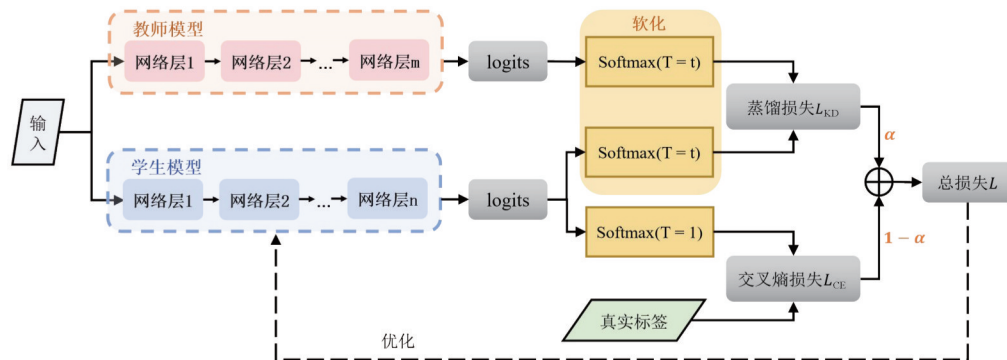 教师模型
网络层1
网络层2
...
网络层m
logits
软化
Softmax(T = t)
蒸馏损失L_KD
α
输入
学生模型
网络层1
网络层2
...
网络层n
logits
Softmax(T = t)
Softmax(T = 1)
总损失L
1 − α
交叉熵损失L_CE
真实标签
优化